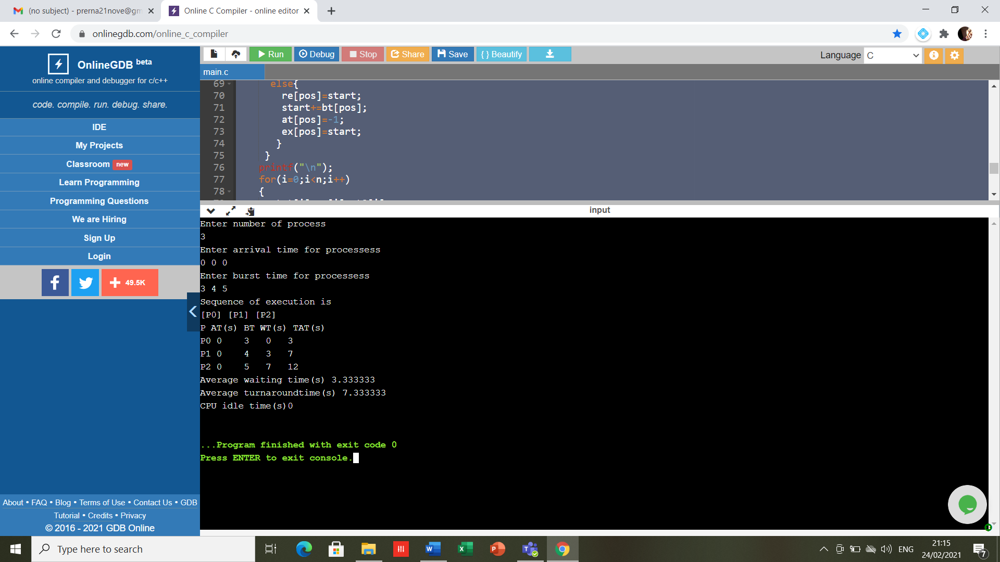 (no subject) - prerna21nove@gm
Online C Compiler - online editor
onlinegdb.com/online_c_compiler
OnlineGDB beta
online compiler and debugger for c/c++
code. compile. run. debug. share.
IDE
My Projects
Classroom new
Learn Programming
Programming Questions
We are Hiring
Sign Up
Login
49.5K
About • FAQ • Blog • Terms of Use • Contact Us • GDB
Tutorial • Credits • Privacy
© 2016 - 2021 GDB Online
Run Debug Stop Share Save {} Beautify
Language C
main.c
69 else{
70 re[pos]=start;
71 start+=bt[pos];
72 at[pos]=-1;
73 ex[pos]=start;
74 }
75 }
76 printf("\n");
77 for(i=0;i<n;i++)
78 {
input
Enter number of process
3
Enter arrival time for processess
0 0 0
Enter burst time for processess
3 4 5
Sequence of execution is
[P0] [P1] [P2]
P AT(s) BT WT(s) TAT(s)
P0 0 3 0 3
P1 0 4 3 7
P2 0 5 7 12
Average waiting time(s) 3.333333
Average turnaroundtime(s) 7.333333
CPU idle time(s)0
...Program finished with exit code 0
Press ENTER to exit console.
Type here to search
ENG
21:15
24/02/2021
7